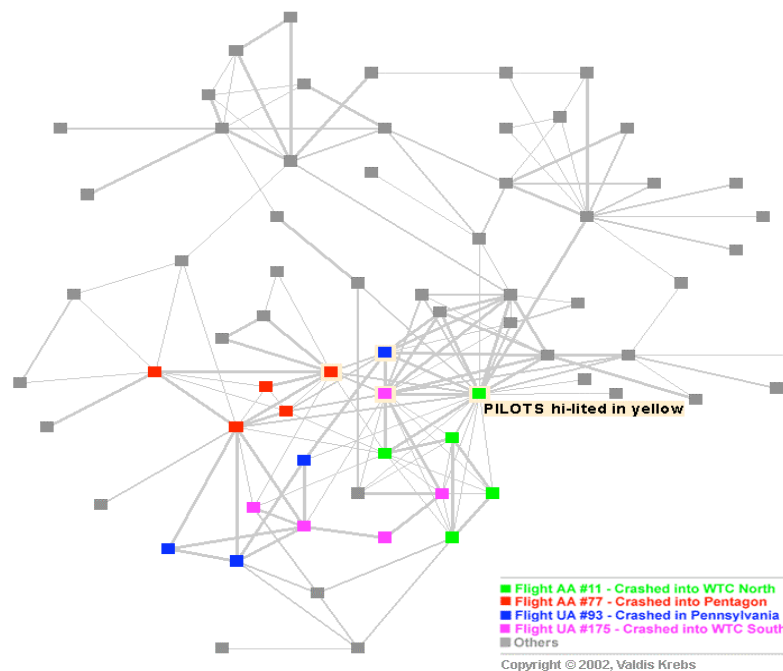 PILOTS hi-lited in yellow
Flight AA #11 - Crashed into WTC North
Flight AA #77 - Crashed into Pentagon
Flight UA #93 - Crashed in Pennsylvania
Flight UA #175 - Crashed into WTC South
Others
Copyright © 2002, Valdis Krebs